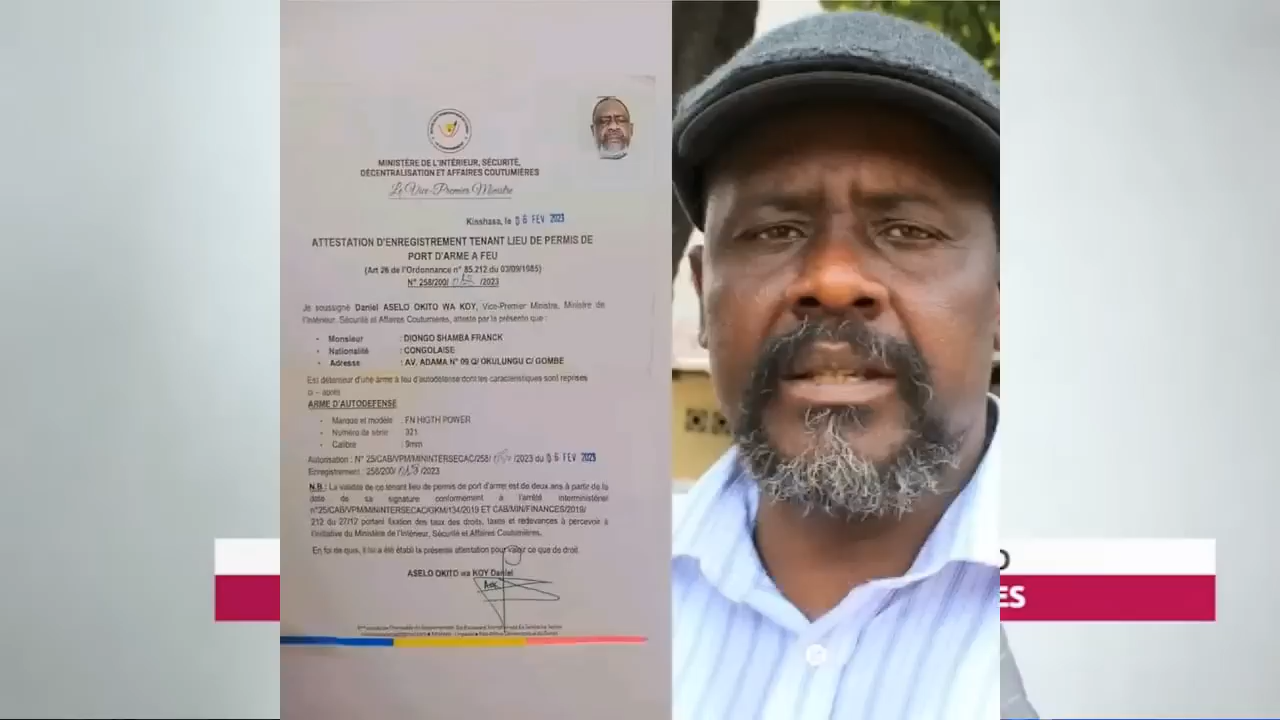 MINISTÈRE DE L'INTÉRIEUR, SÉCURITÉ,
DÉCENTRALISATION ET AFFAIRES COUTUMIÈRES
Le Vice-Premier Ministre
Kinshasa, le 06 FEV 2023
ATTESTATION D'ENREGISTREMENT TENANT LIEU DE PERMIS DE
PORT D'ARME A FEU
(Art 26 de l'Ordonnance n° 85.212 du 03/09/1985)
N° 258/200/ /2023
Je soussigné Daniel ASELO OKITO WA KOY, Vice-Premier Ministre, Ministre de
l'Intérieur, Sécurité et Affaires Coutumières, atteste par la présente que :
• Monsieur : DIONGO SHAMBA FRANCK
• Nationalité : CONGOLAISE
• Adresse : AV. ADAMA N° 09 Q/ OKULUNGU C/ GOMBE
Est détenteur d'une arme à feu d'autodéfense dont les caractéristiques sont reprises
ci – après
ARME D'AUTODEFENSE
- Marque et modèle : FN HIGTH POWER
- Numéro de série : 321
- Calibre : 9mm
Autorisation : N° 25/CAB/VPM/MININTERSECAC/258/ /2023 du 06 FEV 2023
Enregistrement : 258/200/ /2023
N.B : La validité de ce tenant lieu de permis de port d'arme est de deux ans à partir de la
date de sa signature conformément à l'arrêté interministériel
n°25/CAB/VPM/MININTERSECAC/GKM/134/2019 ET CAB/MIN/FINANCES/2019/
212 du 27/12 portant fixation des taux des droits, taxes et redevances à percevoir à
l'initiative du Ministère de l'Intérieur, Sécurité et Affaires Coutumières.
En foi de quoi, il lui a été établi la présente attestation pour valoir ce que de droit
ASELO OKITO wa KOY Daniel
O
ES